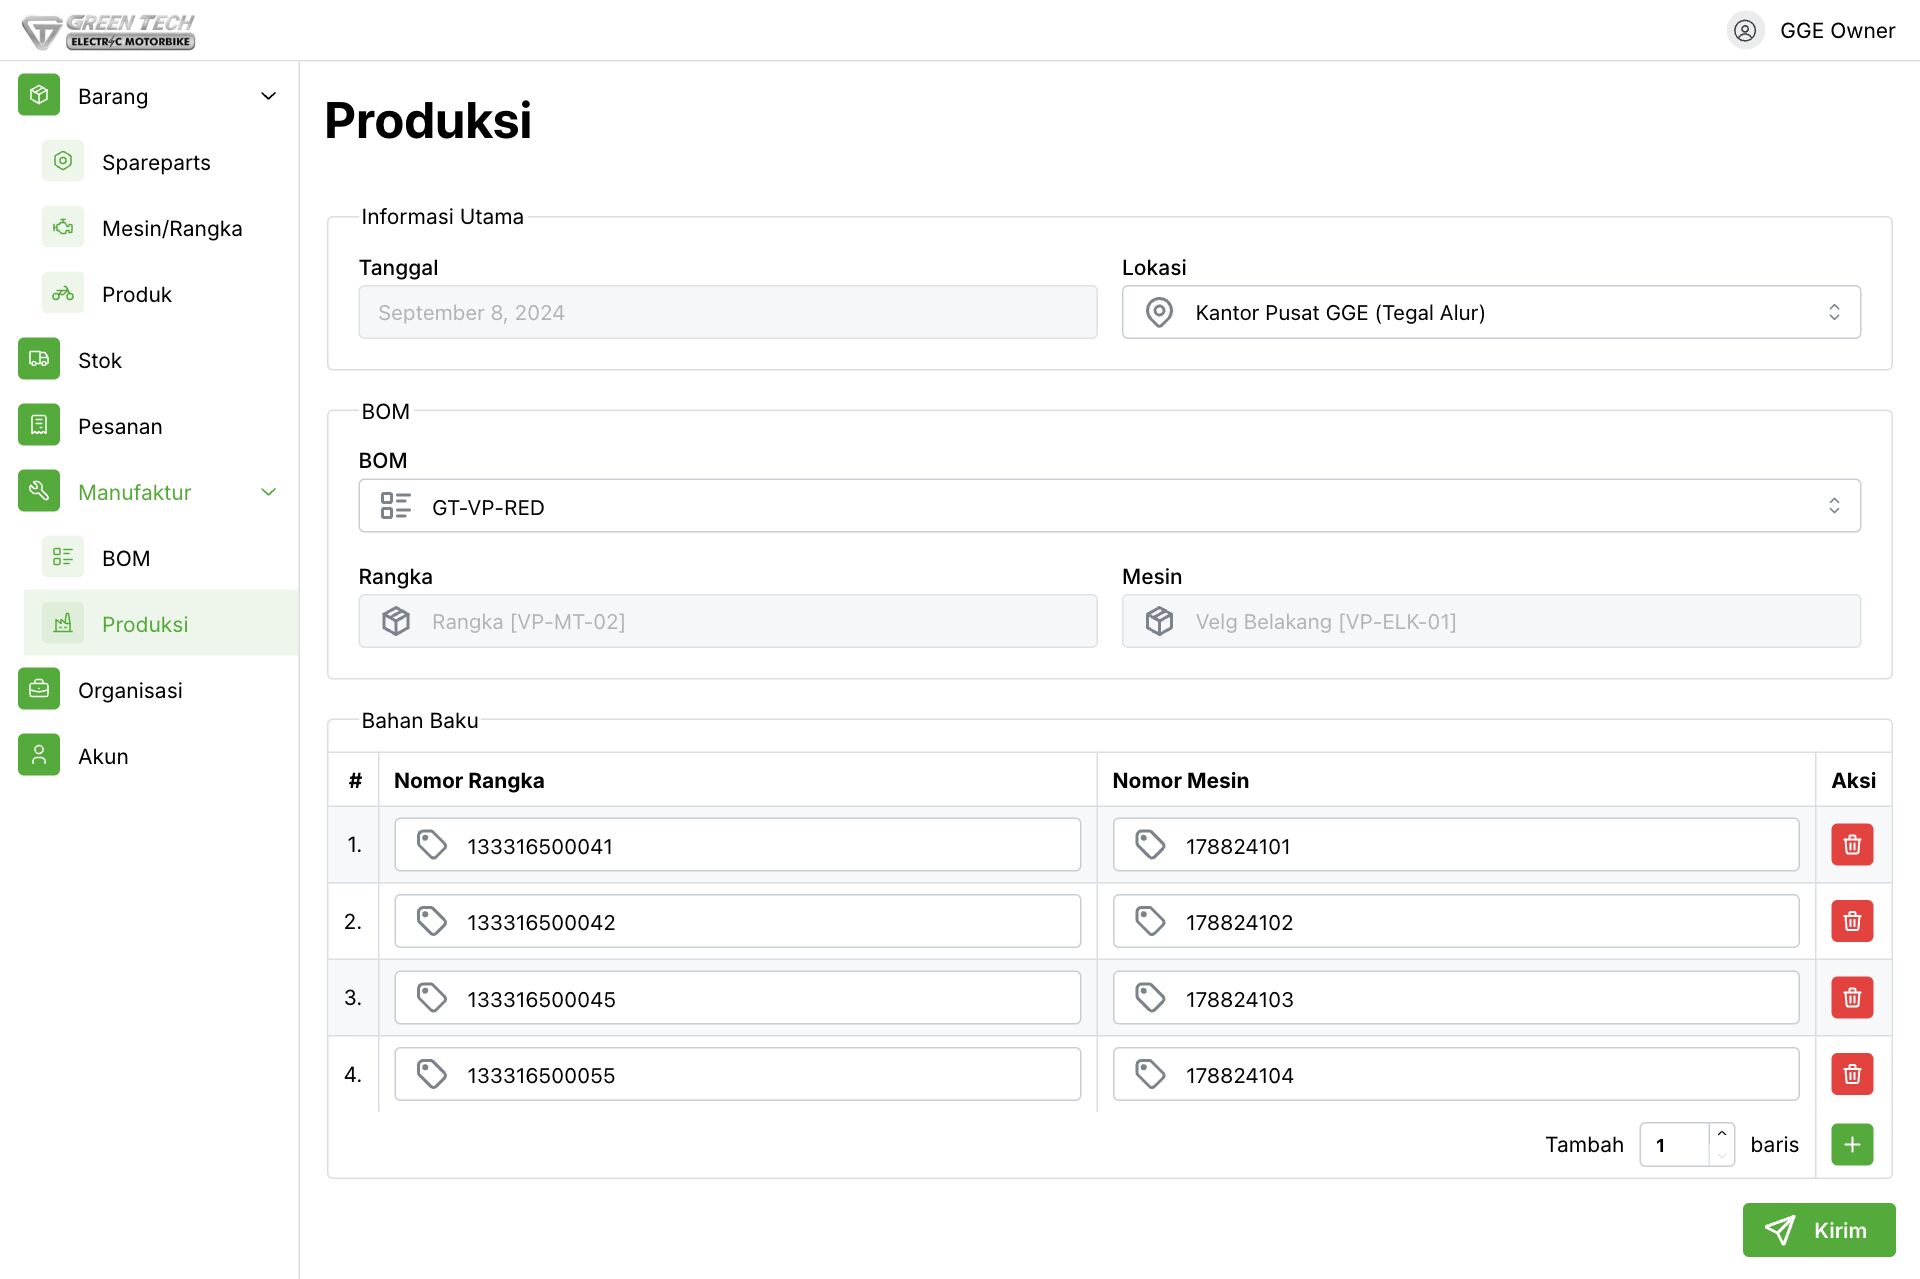 GREEN TECH
ELECTRIC MOTORBIKE
GGE Owner
Barang
Spareparts
Mesin/Rangka
Produk
Stok
Pesanan
Manufaktur
BOM
Produksi
Organisasi
Akun
Produksi
Informasi Utama
Tanggal
September 8, 2024
Lokasi
Kantor Pusat GGE (Tegal Alur)
BOM
BOM
GT-VP-RED
Rangka
Rangka [VP-MT-02]
Mesin
Velg Belakang [VP-ELK-01]
Bahan Baku
# Nomor Rangka Nomor Mesin Aksi
1. 133316500041 178824101
2. 133316500042 178824102
3. 133316500045 178824103
4. 133316500055 178824104
Tambah 1 baris
Kirim